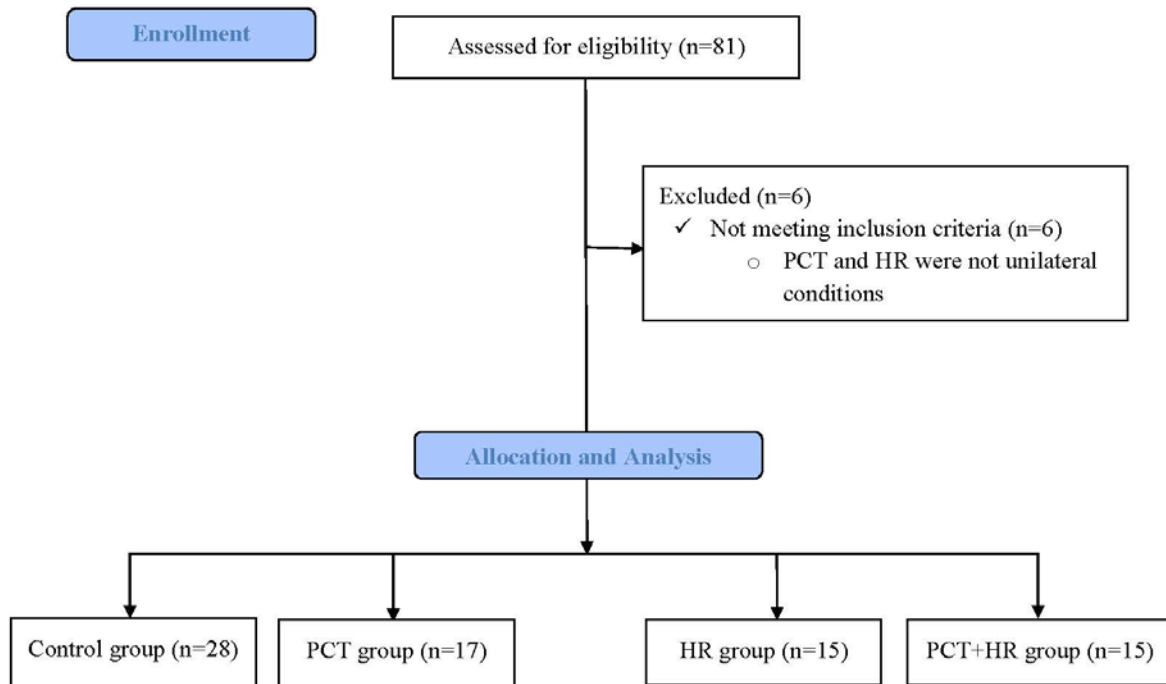 Enrollment
Assessed for eligibility (n=81)
Excluded (n=6)
✓ Not meeting inclusion criteria (n=6)
○ PCT and HR were not unilateral
conditions
Allocation and Analysis
Control group (n=28)
PCT group (n=17)
HR group (n=15)
PCT+HR group (n=15)